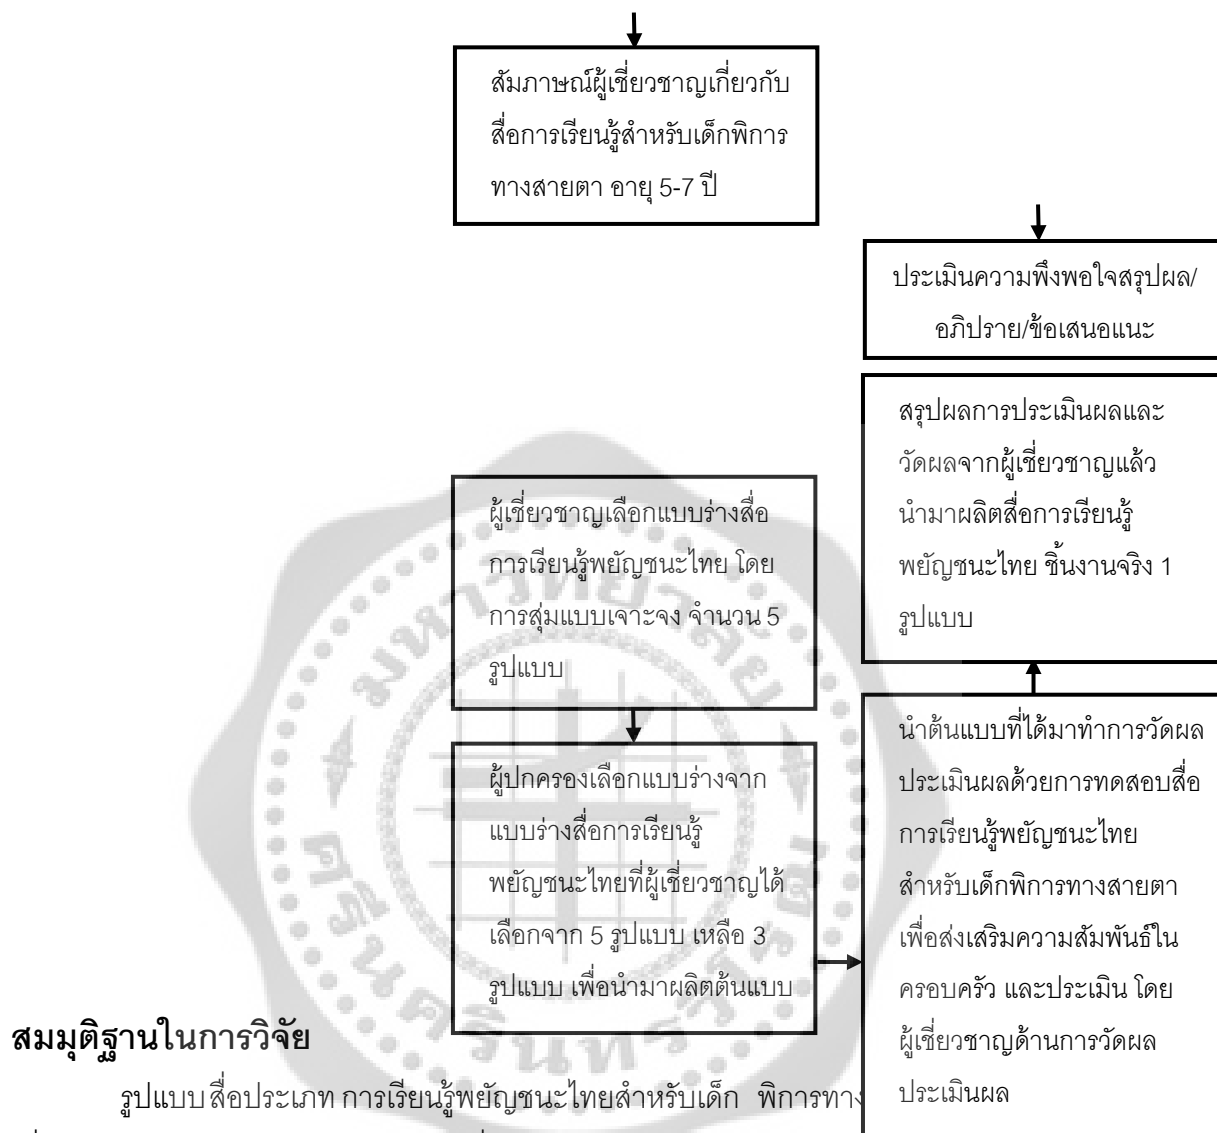 สัมภาษณ์ผู้เชี่ยวชาญเกี่ยวกับ
สื่อการเรียนรู้สำหรับเด็กพิการ
ทางสายตา อายุ 5-7 ปี
ประเมินความพึงพอใจสรุปผล/
อภิปราย/ข้อเสนอแนะ
สรุปผลการประเมินผลและ
วัดผลจากผู้เชี่ยวชาญแล้ว
นำมาผลิตสื่อการเรียนรู้
พยัญชนะไทย ชิ้นงานจริง 1
รูปแบบ
ผู้เชี่ยวชาญเลือกแบบร่างสื่อ
การเรียนรู้พยัญชนะไทย โดย
การสุ่มแบบเจาะจง จำนวน 5
รูปแบบ
ผู้ปกครองเลือกแบบร่างจาก
แบบร่างสื่อการเรียนรู้
พยัญชนะไทยที่ผู้เชี่ยวชาญได้
เลือกจาก 5 รูปแบบ เหลือ 3
รูปแบบ เพื่อนำมาผลิตต้นแบบ
นำต้นแบบที่ได้มาทำการวัดผล
ประเมินผลด้วยการทดสอบสื่อ
การเรียนรู้พยัญชนะไทย
สำหรับเด็กพิการทางสายตา
เพื่อส่งเสริมความสัมพันธ์ใน
ครอบครัว และประเมิน โดย
ผู้เชี่ยวชาญด้านการวัดผล
ประเมินผล
สมมุติฐานในการวิจัย
รูปแบบสื่อประเภท การเรียนรู้พยัญชนะไทยสำหรับเด็ก พิการทาง
มหาวิทยาลัย
ศรีนครินทรวิโรฒ